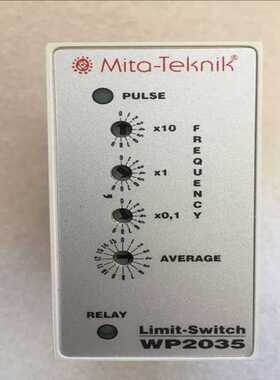 Mita-Teknik®
PULSE
x10
x1
x0,1
FREQUENCY
AVERAGE
RELAY
Limit-Switch
WP2035